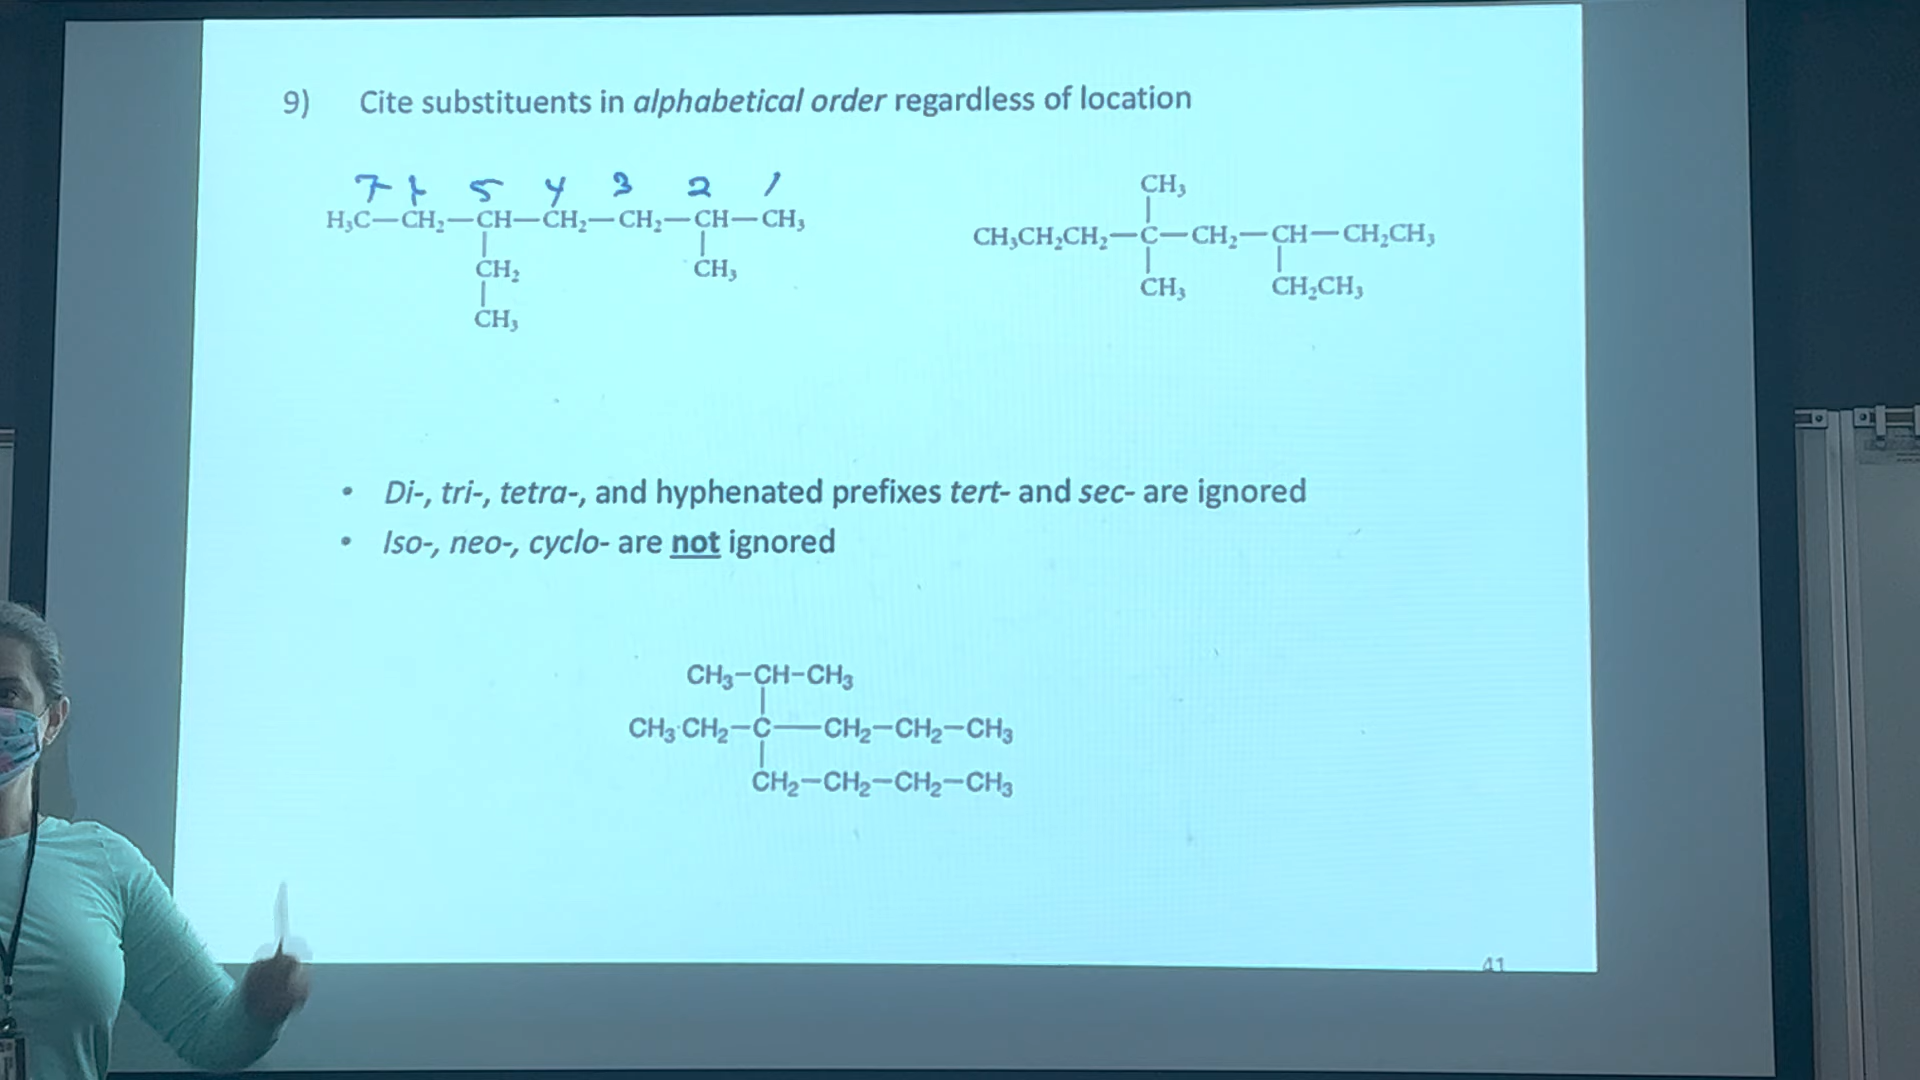 9) Cite substituents in alphabetical order regardless of location
7 5 4 3 2 1
H₃C—CH₂—CH—CH₂—CH₂—CH—CH₃
CH₂ CH₃
CH₃
CH₃
CH₃CH₂CH₂—C—CH₂—CH—CH₂CH₃
CH₃ CH₂CH₃
• Di-, tri-, tetra-, and hyphenated prefixes tert- and sec- are ignored
• Iso-, neo-, cyclo- are not ignored
CH₃-CH-CH₃
CH₃CH₂-C—CH₂-CH₂-CH₃
CH₂-CH₂-CH₂-CH₃
41